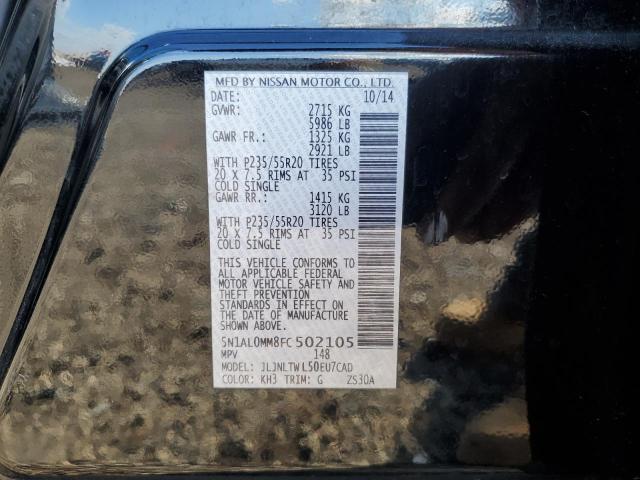 MFD BY NISSAN MOTOR CO., LTD.
DATE: 10/14
GVWR: 2715 KG
5986 LB
GAWR FR.: 1325 KG
2921 LB
WITH P235/55R20 TIRES
20 X 7.5 RIMS AT 35 PSI
COLD SINGLE
GAWR RR.: 1415 KG
3120 LB
WITH P235/55R20 TIRES
20 X 7.5 RIMS AT 35 PSI
COLD SINGLE
THIS VEHICLE CONFORMS TO
ALL APPLICABLE FEDERAL
MOTOR VEHICLE SAFETY AND
THEFT PREVENTION
STANDARDS IN EFFECT ON
THE DATE OF MANUFACTURE
SHOWN ABOVE.
5N1AL0MM8FC502105
MPV 148
MODEL: JLJNLTWL50EU7CAD
COLOR: KH3 TRIM: G ZS30A